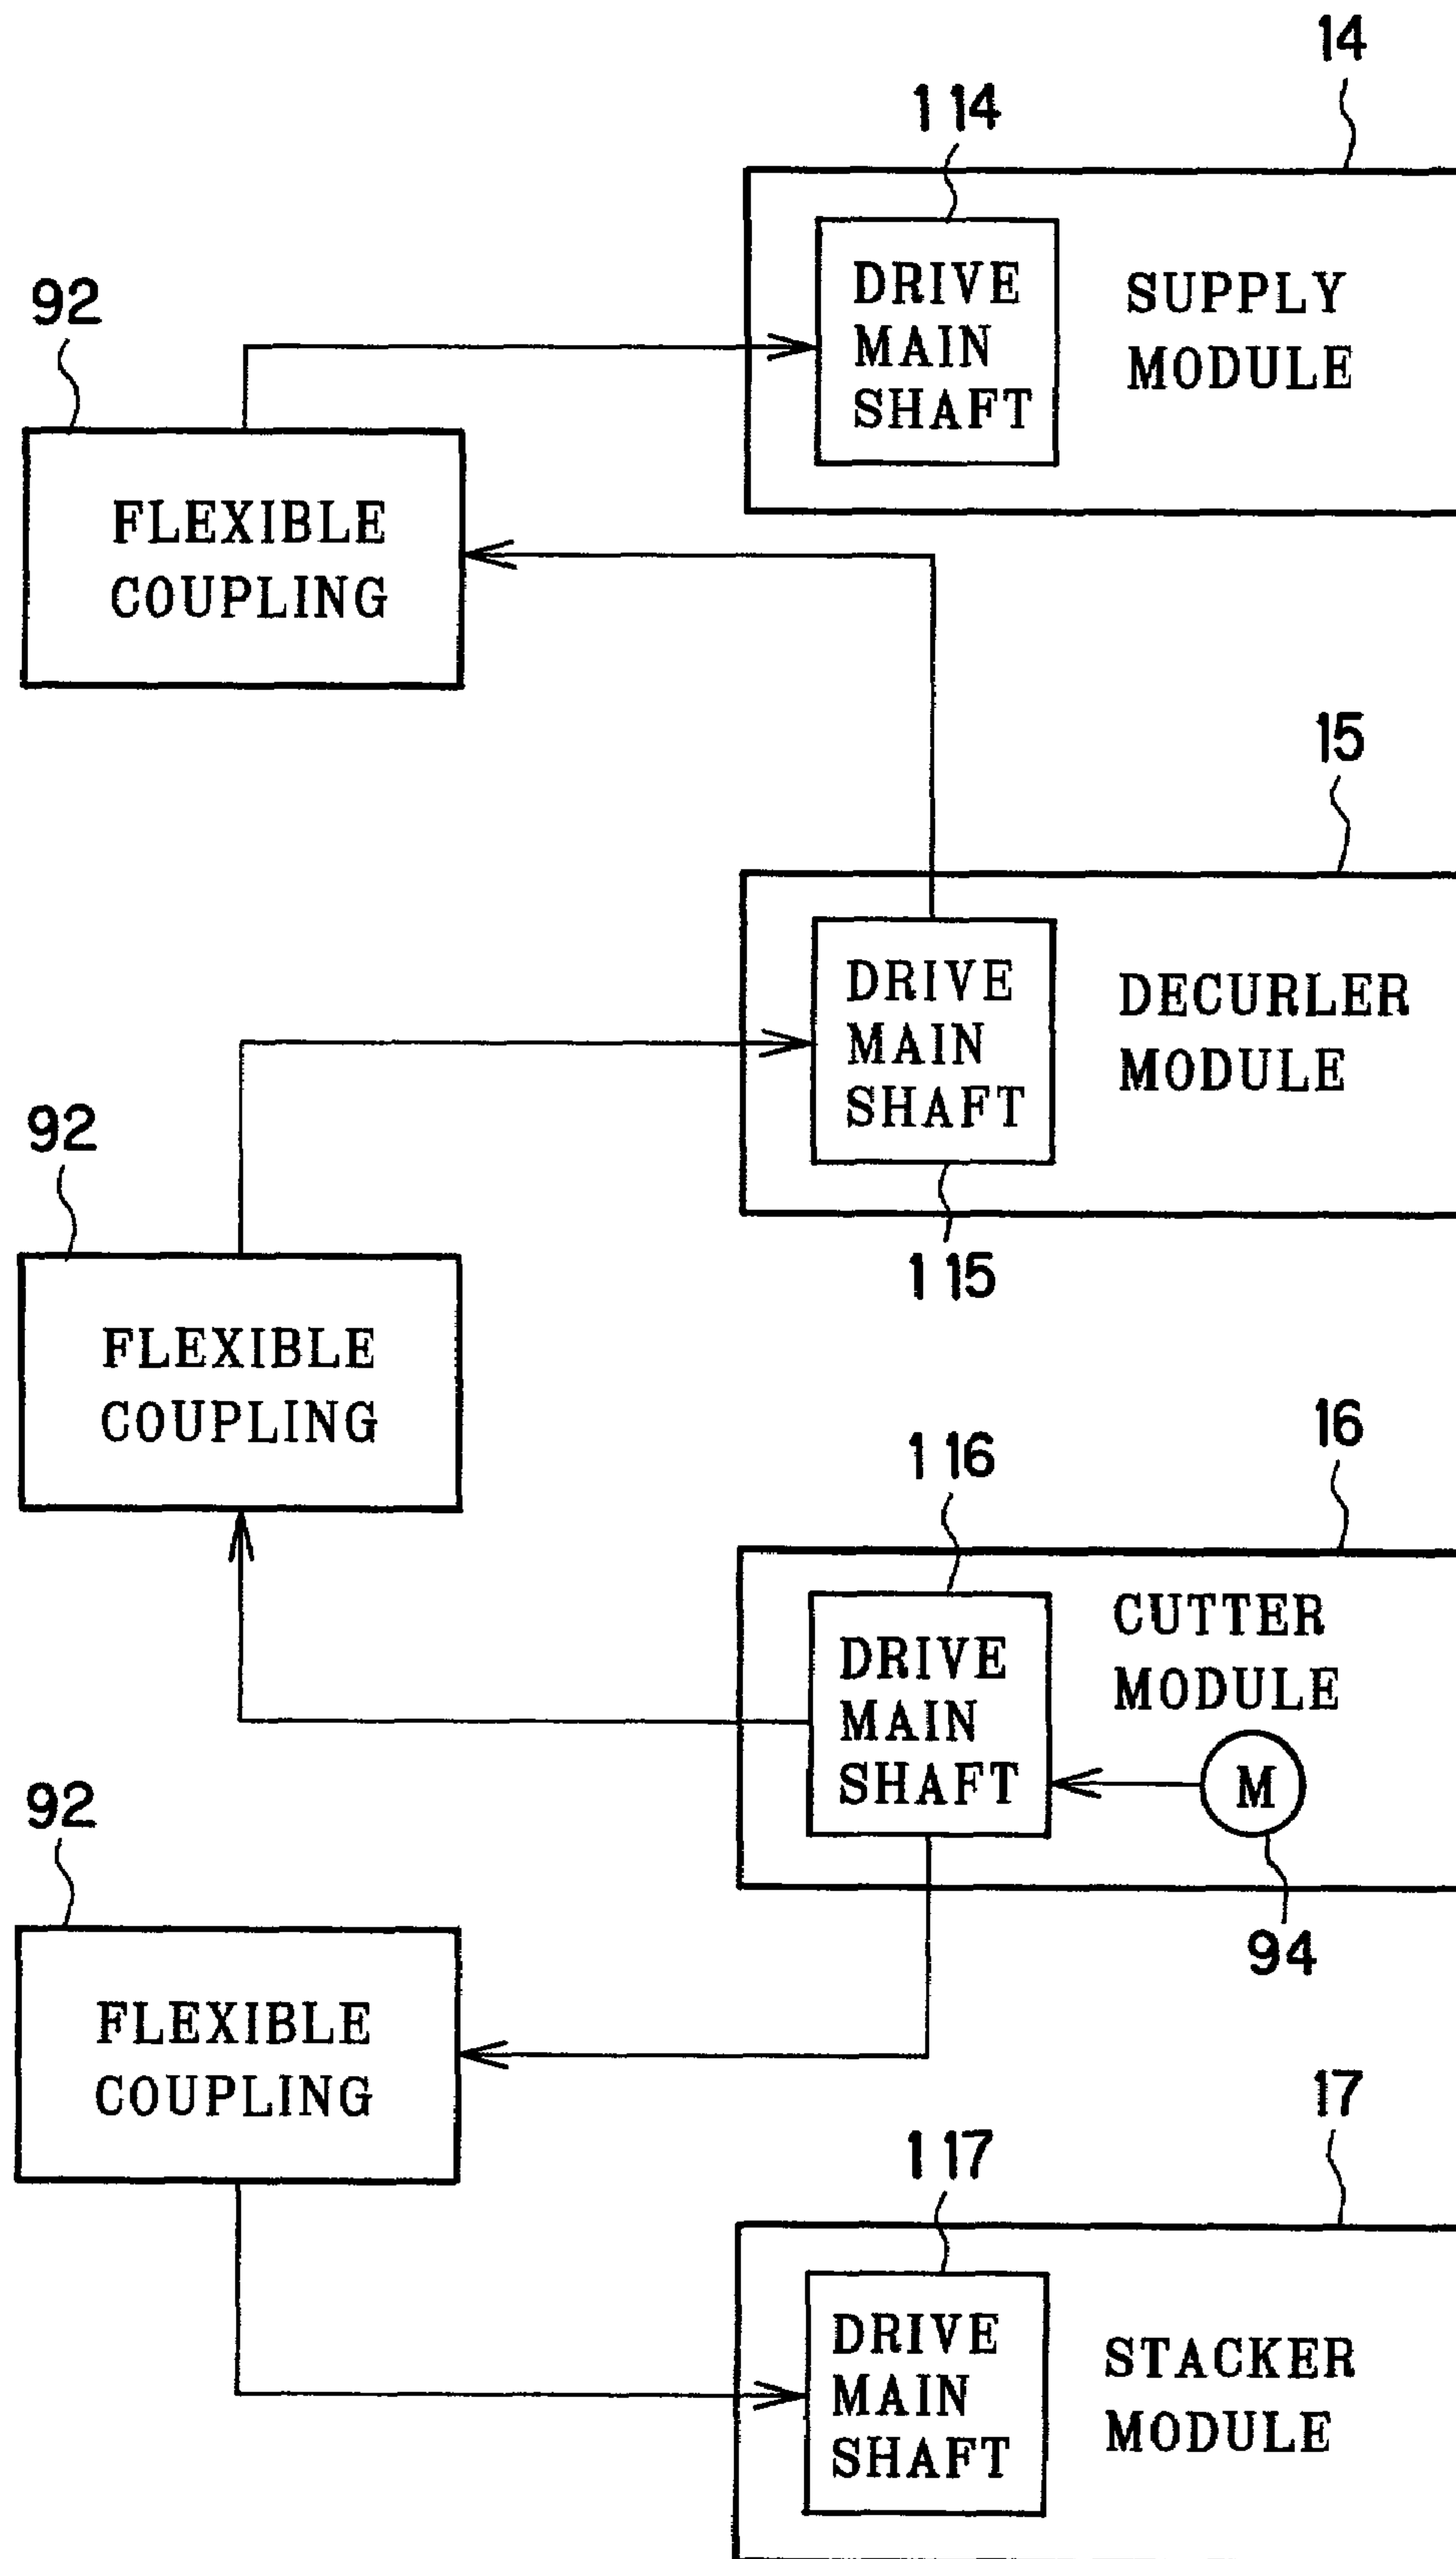 14
114
DRIVE
MAIN
SHAFT
SUPPLY
MODULE
92
FLEXIBLE
COUPLING
15
DRIVE
MAIN
SHAFT
DECURLER
MODULE
115
92
FLEXIBLE
COUPLING
16
116
DRIVE
MAIN
SHAFT
CUTTER
MODULE
M
94
92
FLEXIBLE
COUPLING
17
117
DRIVE
MAIN
SHAFT
STACKER
MODULE